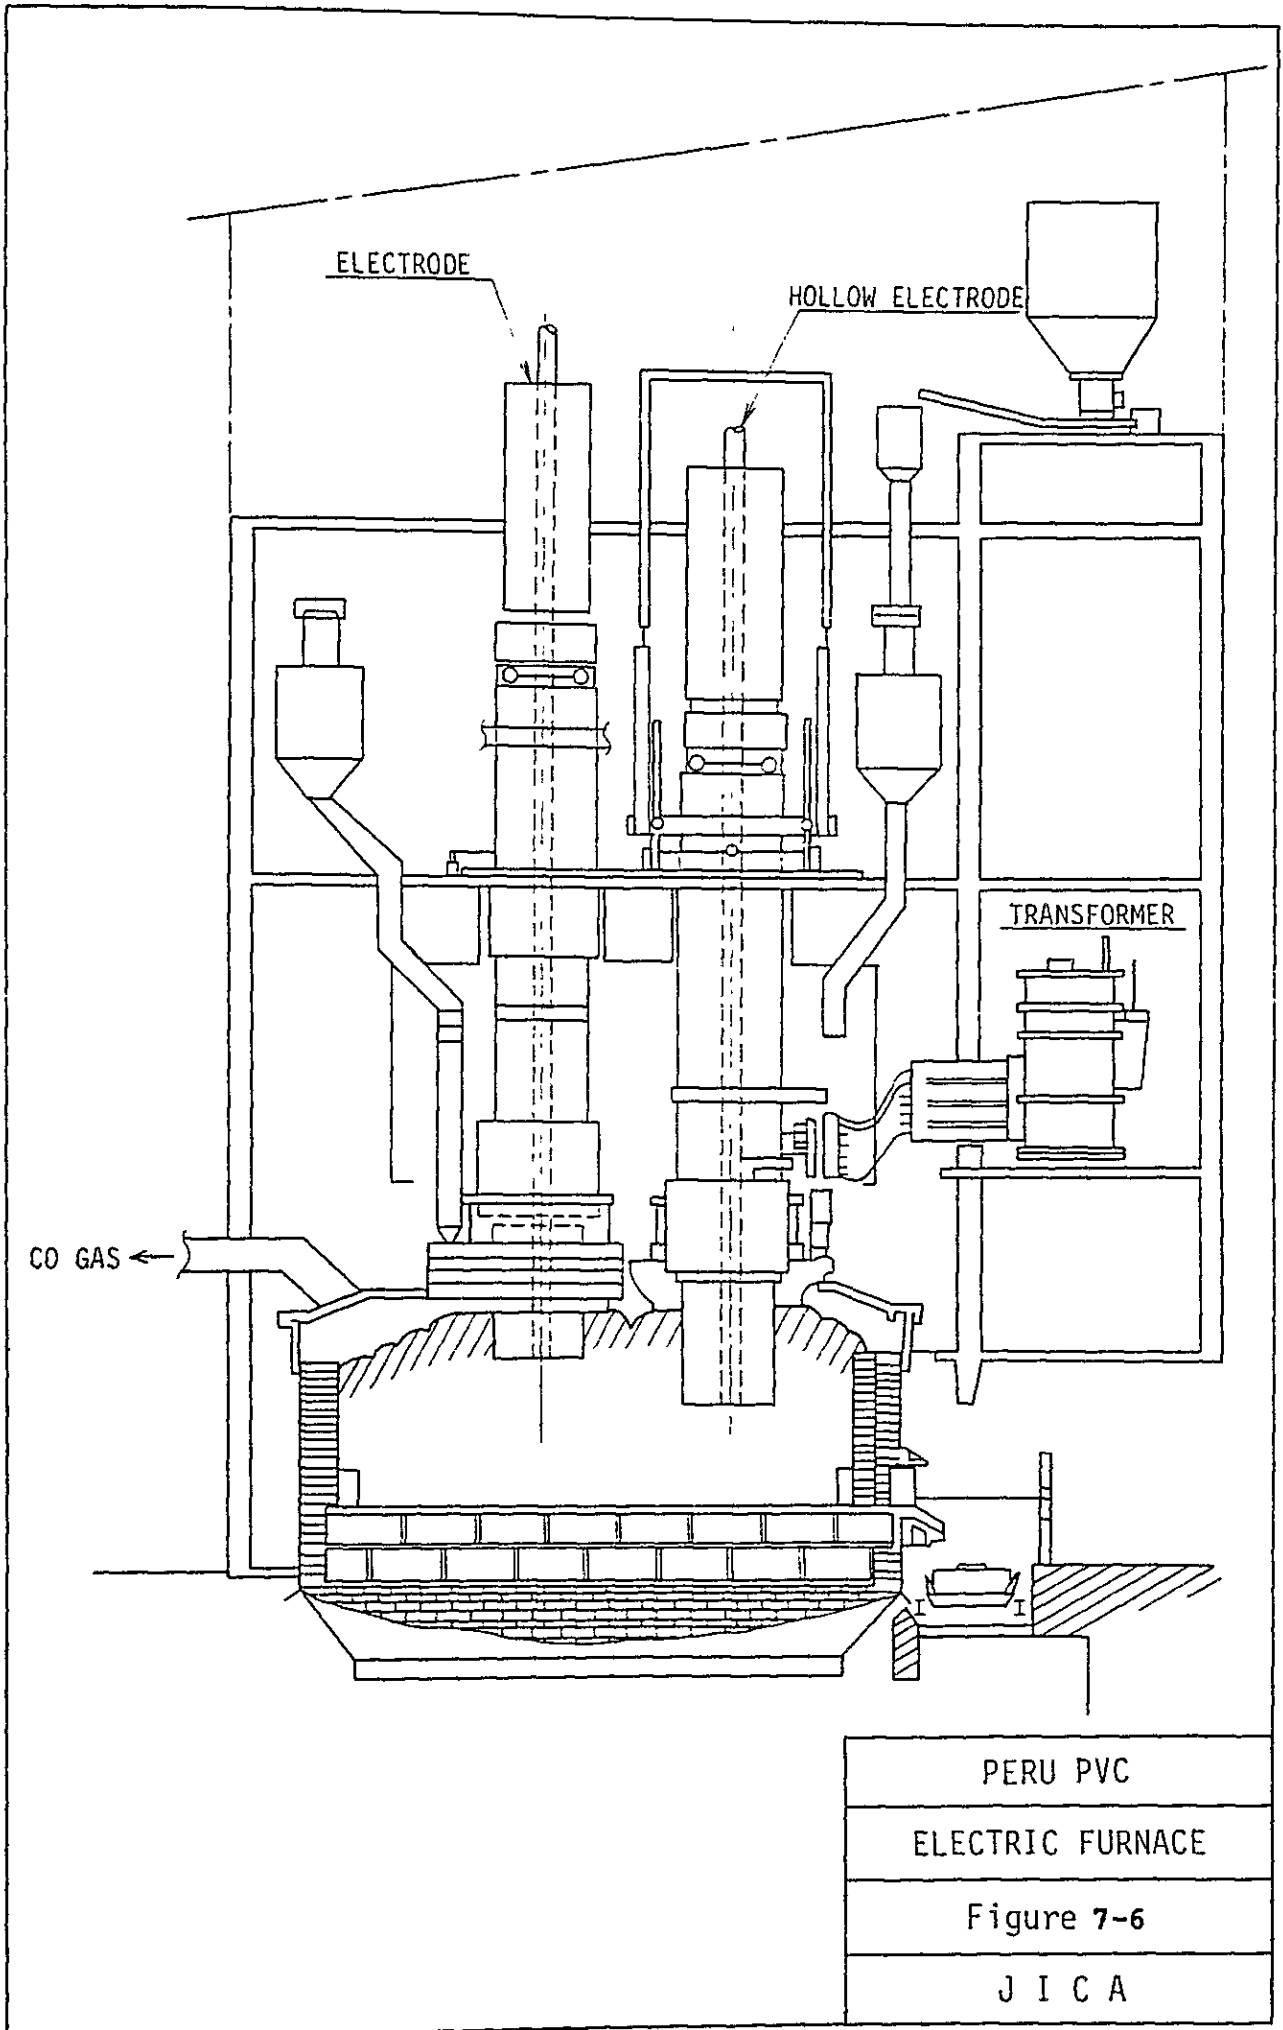 ELECTRODE
HOLLOW ELECTRODE
TRANSFORMER
CO GAS
PERU PVC
ELECTRIC FURNACE
Figure 7-6
J I C A